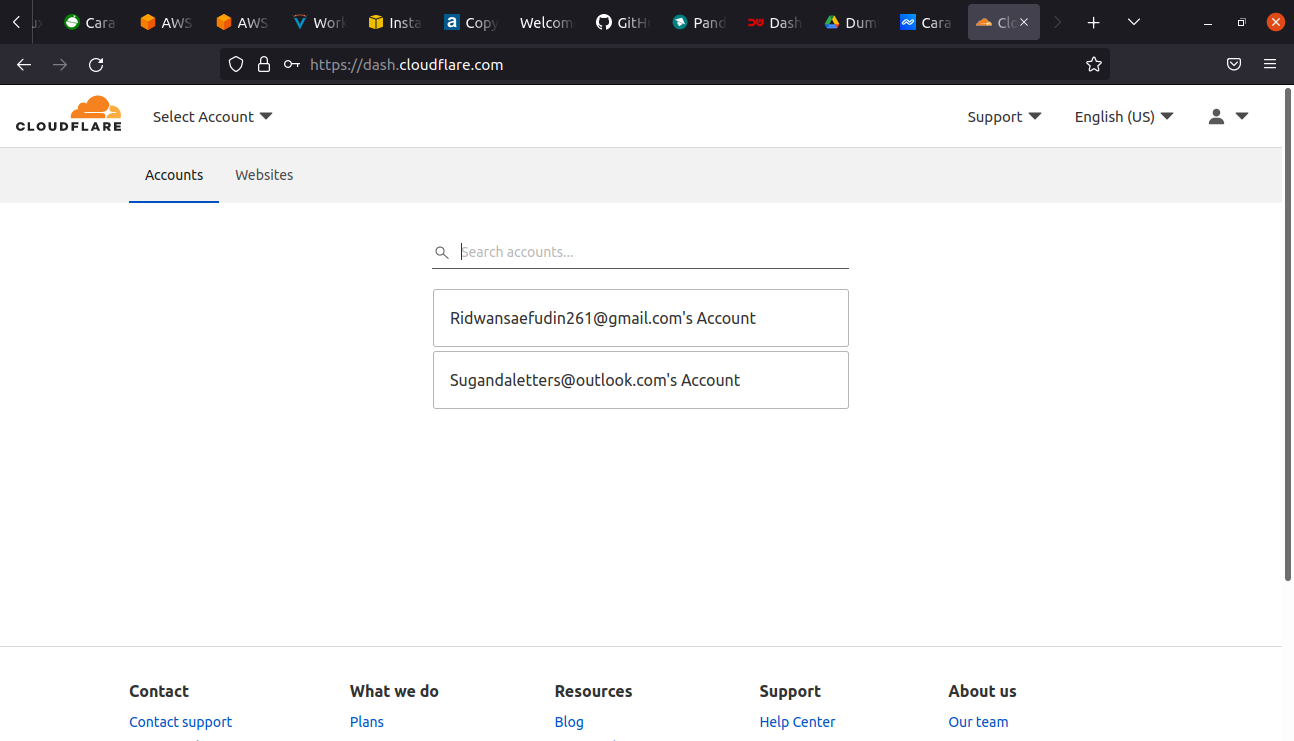 Cara
AWS
AWS
Work
Insta
Copy
Welcom
GitH
Pand
Dash
Dum
Cara
Clo
https://dash.cloudflare.com
CLOUDFLARE
Select Account
Support
English (US)
Accounts
Websites
Search accounts...
Ridwansaefudin261@gmail.com's Account
Sugandaletters@outlook.com's Account
Contact
What we do
Resources
Support
About us
Contact support
Plans
Blog
Help Center
Our team